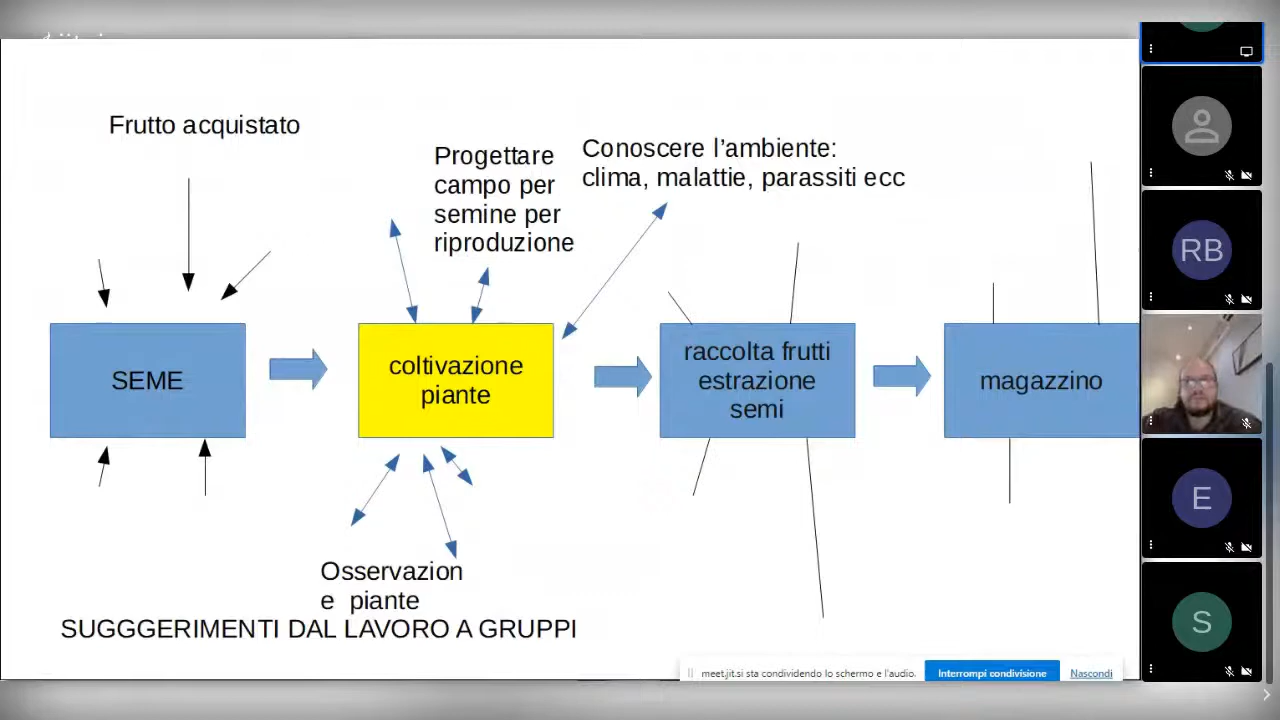 Frutto acquistato
Progettare
campo per
semine per
riproduzione
Conoscere l'ambiente:
clima, malattie, parassiti ecc
SEME
coltivazione
piante
raccolta frutti
estrazione
semi
magazzino
Osservazion
e piante
SUGGGERIMENTI DAL LAVORO A GRUPPI
meet.jit.si sta condividendo lo schermo e l'audio.
Interrompi condivisione
Nascondi
RB
E
S